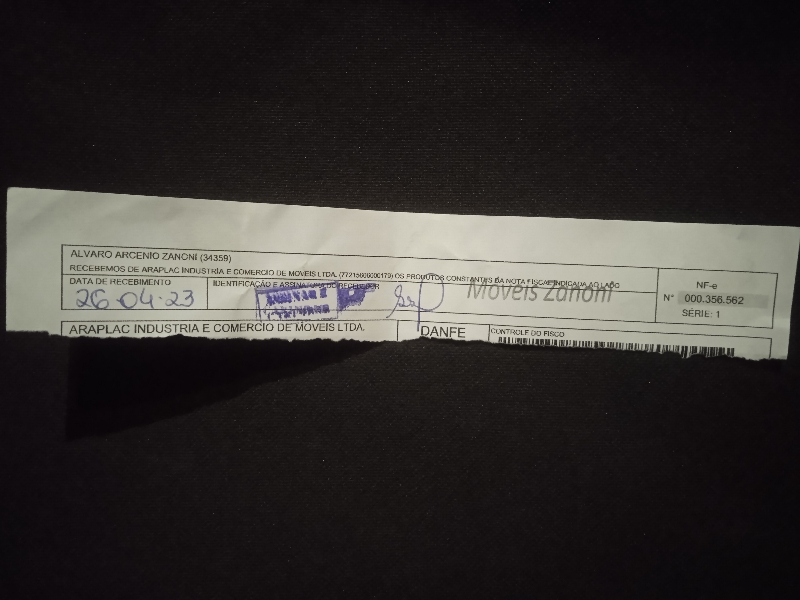 ALVARO ARCENIO ZANONI (34359)
RECEBEMOS DE ARAPLAC INDUSTRIA E COMERCIO DE MOVEIS LTDA. (77215606000179) OS PRODUTOS CONSTANTES DA NOTA FISCAL INDICADA AO LADO
DATA DE RECEBIMENTO
26 04 23
IDENTIFICAÇÃO E ASSINATURA DO RECEBEDOR
Moveis Zanoni
NF-e
N° 000.356.562
SÉRIE: 1
ARAPLAC INDUSTRIA E COMERCIO DE MOVEIS LTDA.
DANFE
CONTROLE DO FISCO